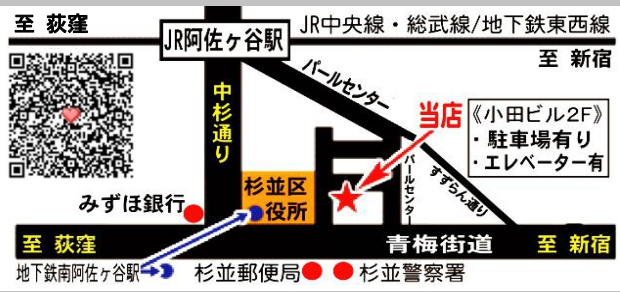 至 荻窪
JR阿佐ヶ谷駅
JR中央線・総武線/地下鉄東西線
至 新宿
パールセンター
中杉通り
当店
《小田ビル2F》
・駐車場有り
・エレベーター有
パールセンター
すずらん通り
杉並区
役所
みずほ銀行
至 荻窪
青梅街道
至 新宿
地下鉄南阿佐ヶ谷駅
杉並郵便局
杉並警察署